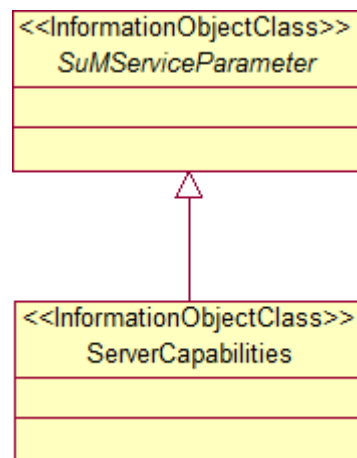 <<InformationObjectClass>>
SuMServiceParameter
<<InformationObjectClass>>
ServerCapabilities